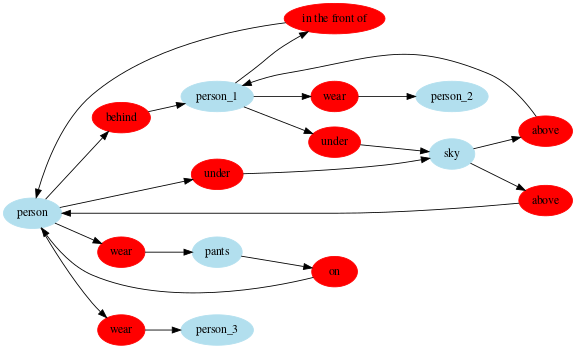 in the front of
person_1
wear
person_2
behind
above
under
sky
under
above
person
wear
pants
on
wear
person_3